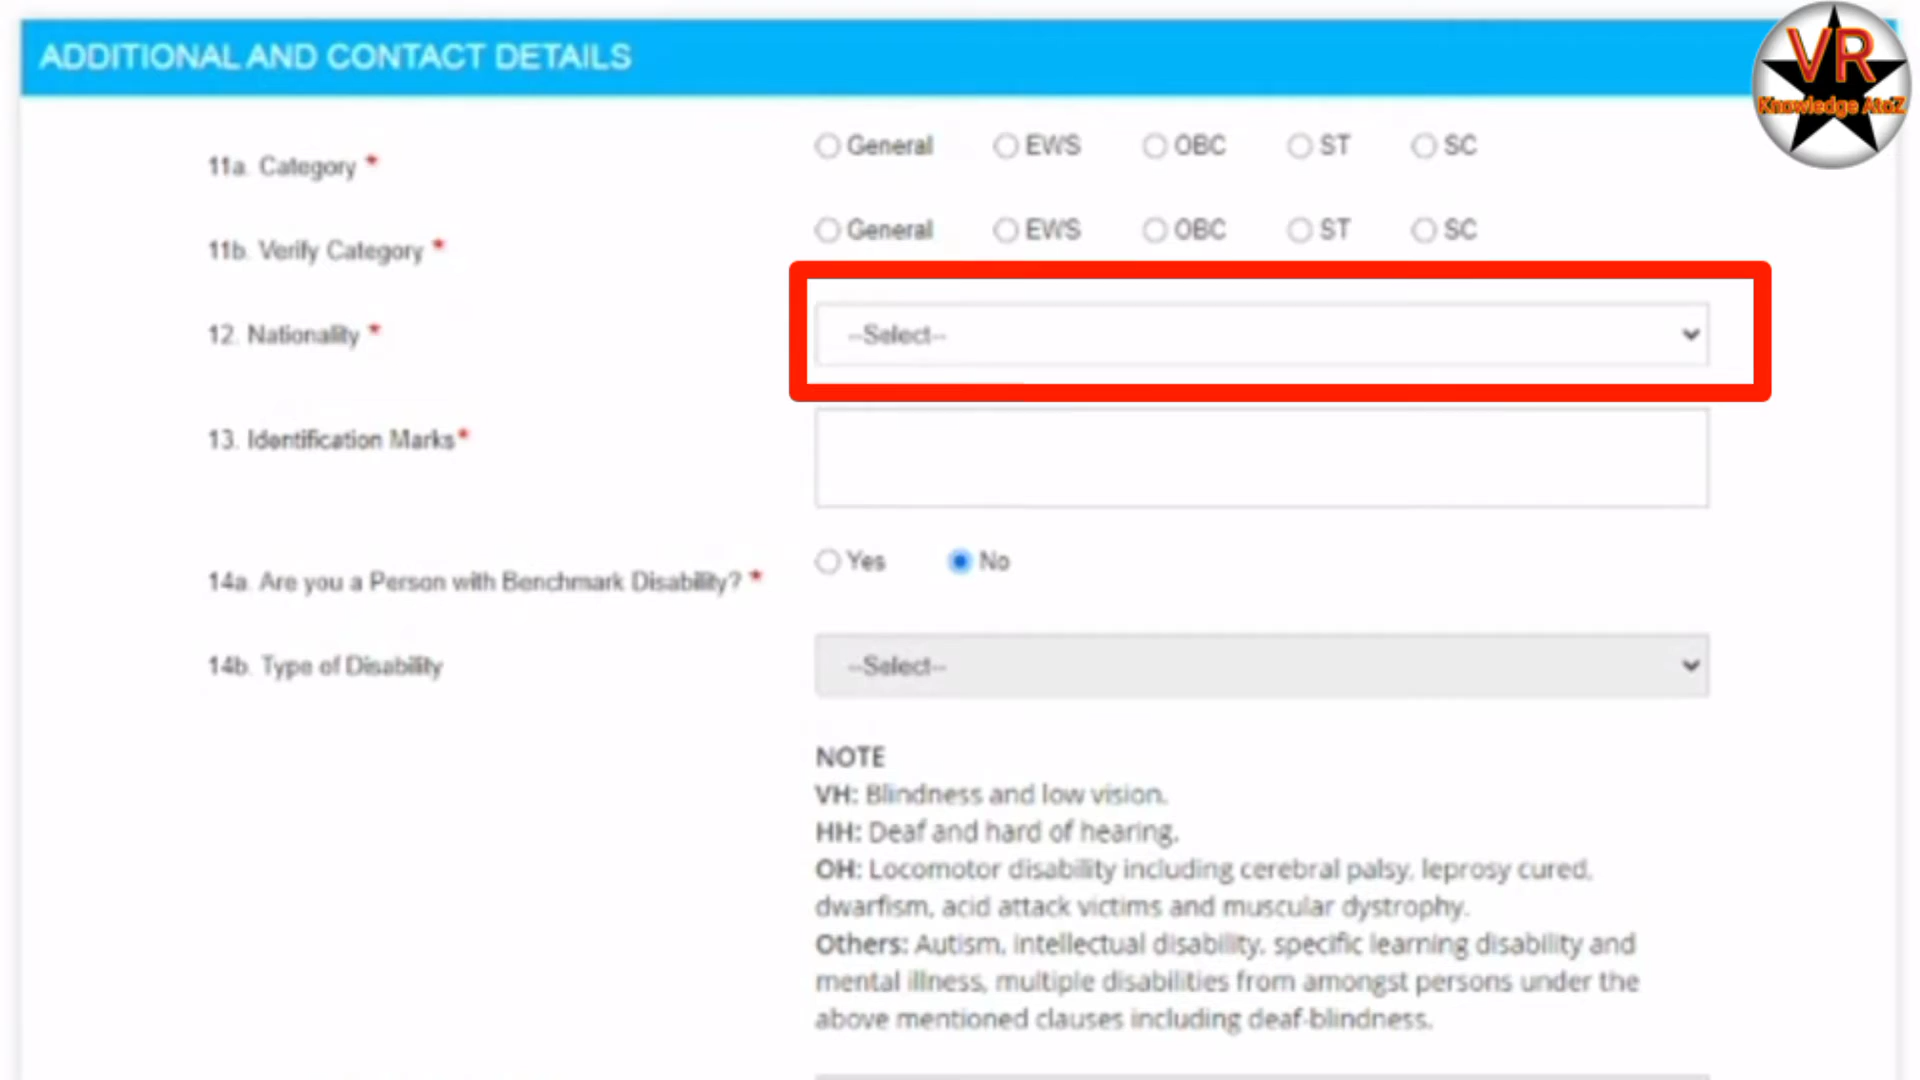 ADDITIONAL AND CONTACT DETAILS
VR
Knowledge AtoZ
11a. Category * General EWS OBC ST SC
11b. Verify Category * General EWS OBC ST SC
12. Nationality * --Select--
13. Identification Marks*
14a. Are you a Person with Benchmark Disability? * Yes No
14b. Type of Disability --Select--
NOTE
VH: Blindness and low vision.
HH: Deaf and hard of hearing.
OH: Locomotor disability including cerebral palsy, leprosy cured,
dwarfism, acid attack victims and muscular dystrophy.
Others: Autism, intellectual disability, specific learning disability and
mental illness, multiple disabilities from amongst persons under the
above mentioned clauses including deaf-blindness.